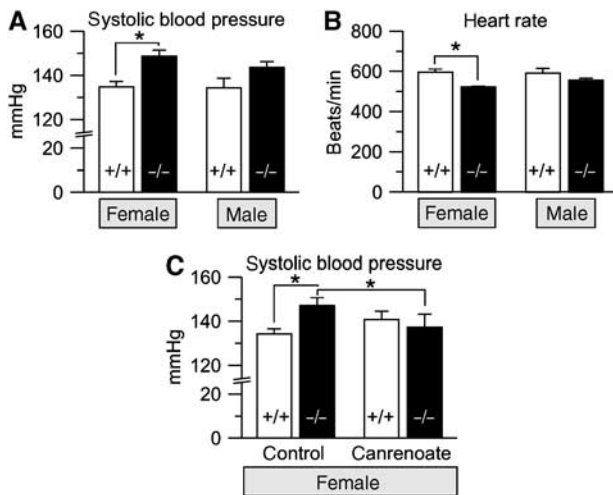 A
Systolic blood pressure
mmHg
160
140
120
20
0
*
+/+
−/−
+/+
−/−
Female
Male
B
Heart rate
Beats/min
800
600
400
200
0
*
+/+
−/−
+/+
−/−
Female
Male
C
Systolic blood pressure
mmHg
160
140
120
20
0
*
*
+/+
−/−
+/+
−/−
Control
Canrenoate
Female